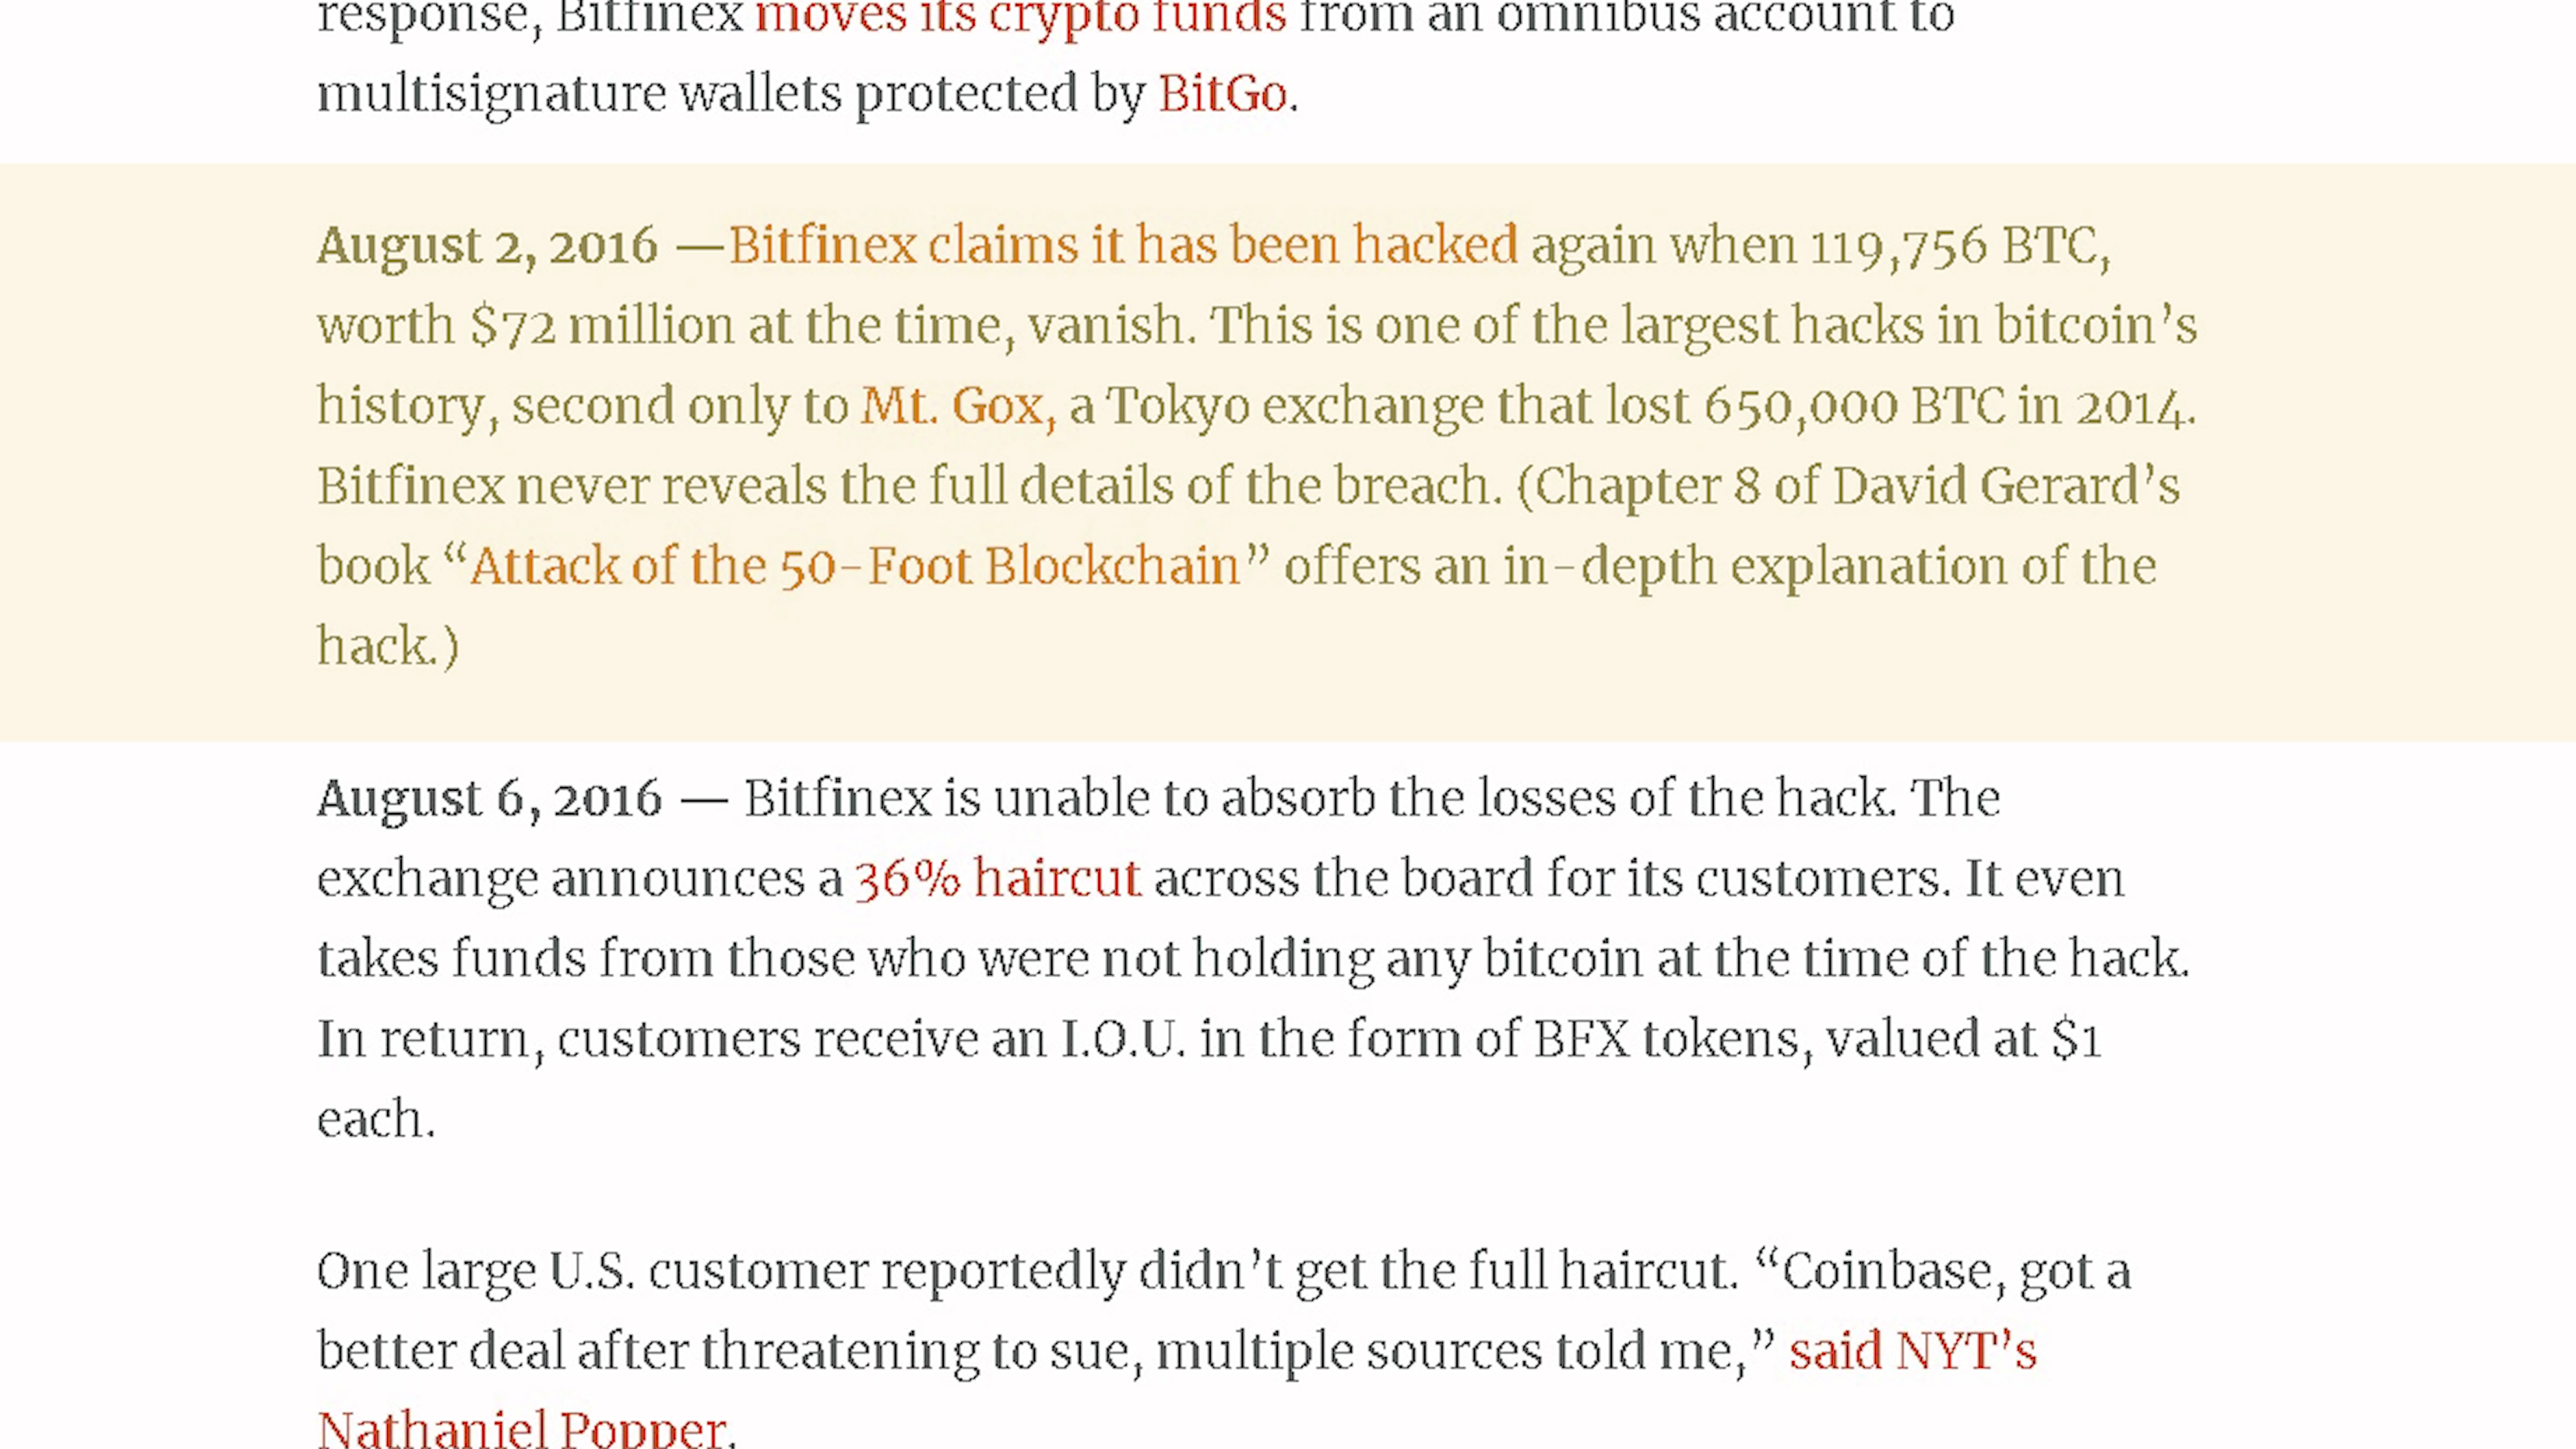 response, Bitfinex moves its crypto funds from an omnibus account to
multisignature wallets protected by BitGo.
August 2, 2016 —Bitfinex claims it has been hacked again when 119,756 BTC,
worth $72 million at the time, vanish. This is one of the largest hacks in bitcoin’s
history, second only to Mt. Gox, a Tokyo exchange that lost 650,000 BTC in 2014.
Bitfinex never reveals the full details of the breach. (Chapter 8 of David Gerard’s
book “Attack of the 50-Foot Blockchain” offers an in-depth explanation of the
hack.)
August 6, 2016 — Bitfinex is unable to absorb the losses of the hack. The
exchange announces a 36% haircut across the board for its customers. It even
takes funds from those who were not holding any bitcoin at the time of the hack.
In return, customers receive an I.O.U. in the form of BFX tokens, valued at $1
each.
One large U.S. customer reportedly didn’t get the full haircut. “Coinbase, got a
better deal after threatening to sue, multiple sources told me,” said NYT’s
Nathaniel Popper.